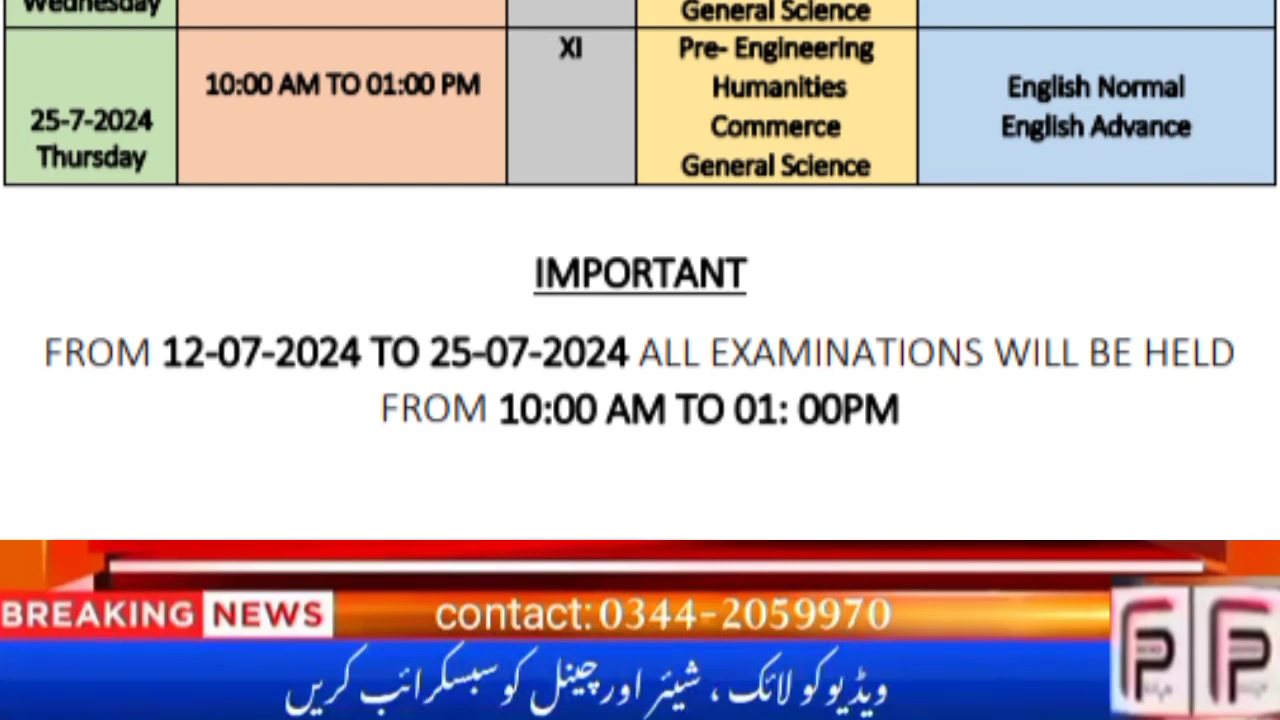 Wednesday
General Science
25-7-2024
Thursday
10:00 AM TO 01:00 PM
XI
Pre- Engineering
Humanities
Commerce
General Science
English Normal
English Advance
IMPORTANT
FROM 12-07-2024 TO 25-07-2024 ALL EXAMINATIONS WILL BE HELD
FROM 10:00 AM TO 01: 00PM
BREAKING NEWS
contact:0344-2059970
ویڈیو کو لائک ، شیئر اور چینل کو سبسکرائب کریں